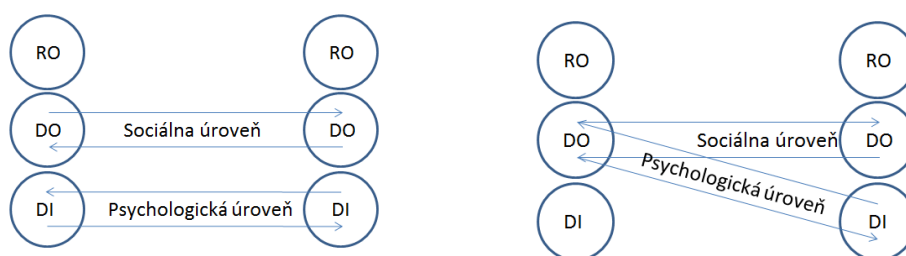 RO RO
DO Sociálna úroveň DO
DI Psychologická úroveň DI
RO RO
DO Sociálna úroveň DO
Psychologická úroveň
DI DI